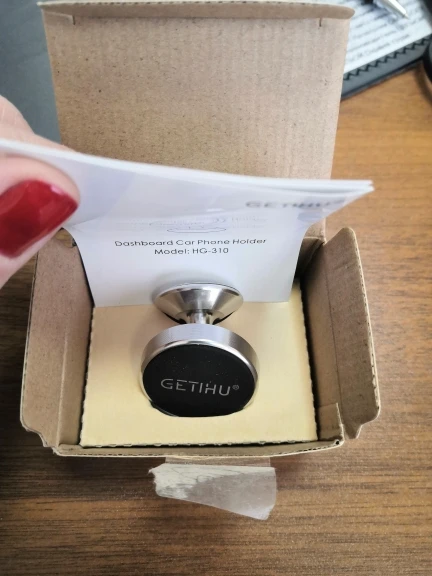 GETIHU
Dashboard Car Phone Holder
Model: HG-310
GETIHU®